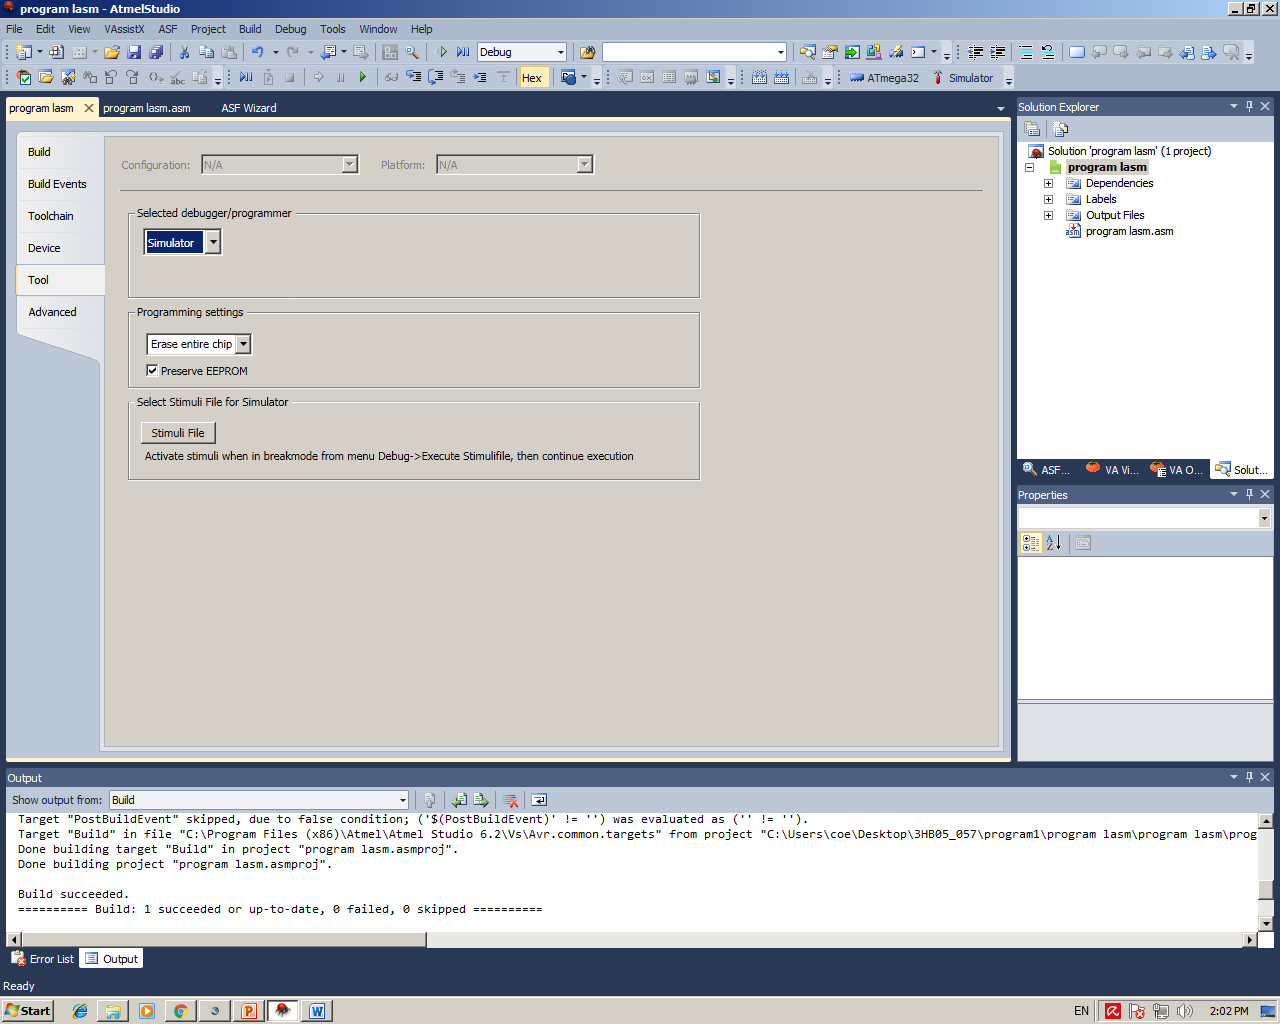 program lasm - AtmelStudio
File Edit View VAssistX ASF Project Build Debug Tools Window Help
Debug
Hex ATmega32 Simulator
program lasm program lasm.asm ASF Wizard
Build
Build Events
Toolchain
Device
Tool
Advanced
Configuration: N/A Platform: N/A
Selected debugger/programmer
Simulator
Programming settings
Erase entire chip
Preserve EEPROM
Select Stimuli File for Simulator
Stimuli File
Activate stimuli when in breakmode from menu Debug->Execute Stimulifile, then continue execution
Solution Explorer
Solution 'program lasm' (1 project)
program lasm
Dependencies
Labels
Output Files
program lasm.asm
ASF... VA Vi... VA O... Solut...
Properties
Output
Show output from: Build
Target "PostBuildEvent" skipped, due to false condition; ('$(PostBuildEvent)' != '') was evaluated as ('' != '').
Target "Build" in file "C:\Program Files (x86)\Atmel\Atmel Studio 6.2\Vs\Avr.common.targets" from project "C:\Users\coe\Desktop\3HB05_057\program1\program lasm\program lasm\prog
Done building target "Build" in project "program lasm.asmproj".
Done building project "program lasm.asmproj".
Build succeeded.
========== Build: 1 succeeded or up-to-date, 0 failed, 0 skipped ==========
Error List Output
Ready
Start EN 2:02 PM